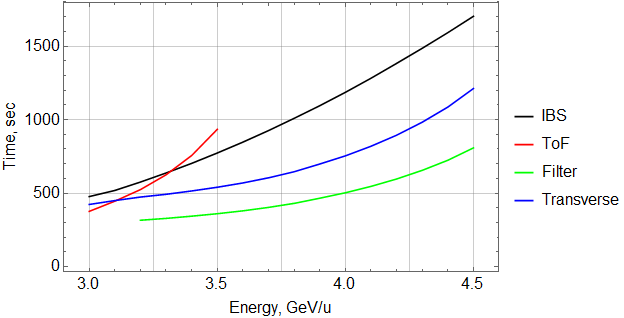 1500
1000
500
0
Time, sec
3.0 3.5 4.0 4.5
Energy, GeV/u
IBS
ToF
Filter
Transverse